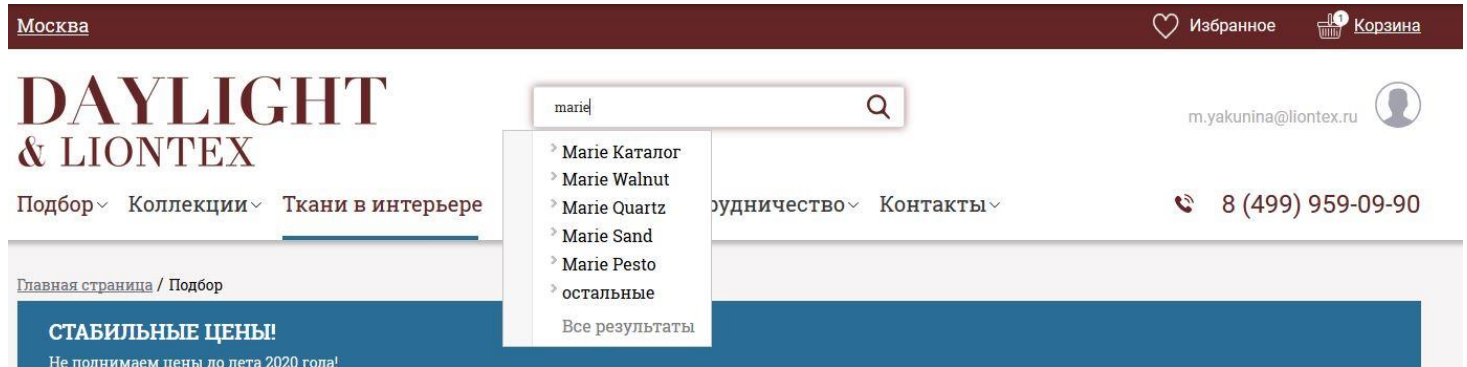 Москва
Избранное
1
Корзина
DAYLIGHT
& LIONTEX
marie
m.yakunina@liontex.ru
Marie Каталог
Marie Walnut
Marie Quartz
Marie Sand
Marie Pesto
остальные
Все результаты
Подбор Коллекции Ткани в интерьере рудничество Контакты 8 (499) 959-09-90
Главная страница / Подбор
СТАБИЛЬНЫЕ ЦЕНЫ!
Не поднимаем цены до лета 2020 года!